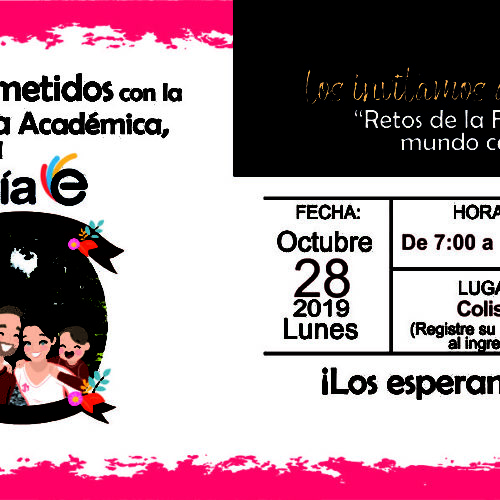 metidos con la
a Académica,
ía e
Los invitamos
“Retos de la F
mundo co
FECHA:
Octubre
28
2019
Lunes
HORA
De 7:00 a
LUGA
Colis
(Registre su
al ingre
¡Los esperan